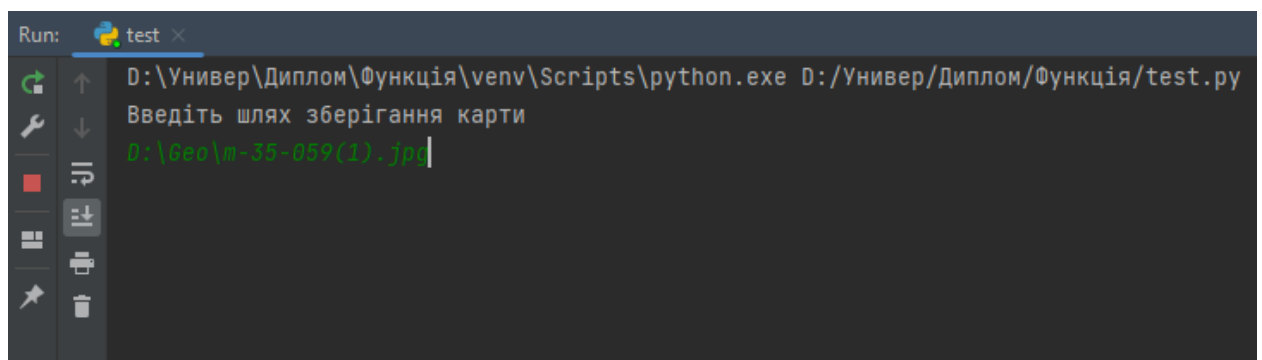 Run: test
D:\Универ\Диплом\Функція\venv\Scripts\python.exe D:/Универ/Диплом/Функція/test.py
Введіть шлях зберігання карти
D:\Geo\m-35-059(1).jpg